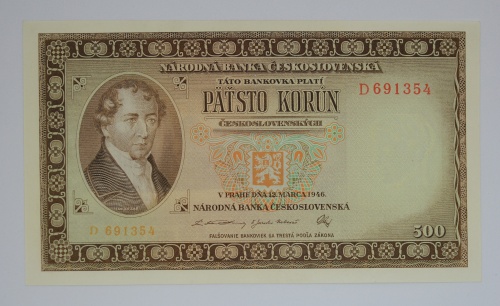 NÁRODNÁ BANKA ČESKOSLOVENSKÁ
TÁTO BANKOVKA PLATÍ
PÄŤSTO KORÚN
D 691354
ČESKOSLOVENSKÝCH
V PRAHE DŇA 12. MARCA 1946.
NÁRODNÁ BANKA ČESKOSLOVENSKÁ
D 691354
FALŠOVANIE BANKOVIEK SA TRESTÁ PODĽA ZÁKONA
500